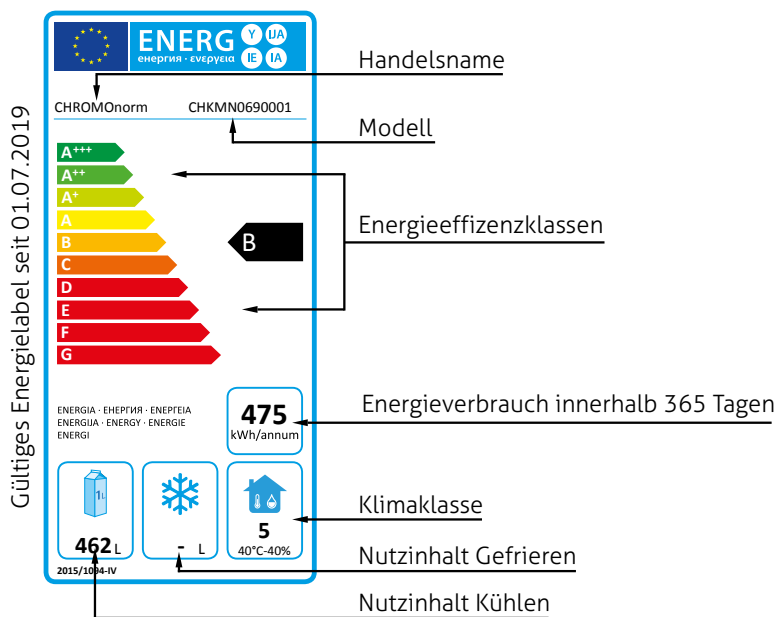 ENERG
енергия · ενεργεια
Y
IJA
IE
IA
Handelsname
CHROMOnorm
CHKMN0690001
Modell
Gültiges Energielabel seit 01.07.2019
A+++
A++
A+
A
B
C
D
E
F
G
B
Energieeffizenzklassen
ENERGIA · ЕНЕРГИЯ · ΕΝΕΡΓΕΙΑ
ENERGIJA · ENERGY · ENERGIE
ENERGI
475
kWh/annum
Energieverbrauch innerhalb 365 Tagen
1L
462 L
- L
5
40°C-40%
Klimaklasse
Nutzinhalt Gefrieren
2015/1094-IV
Nutzinhalt Kühlen